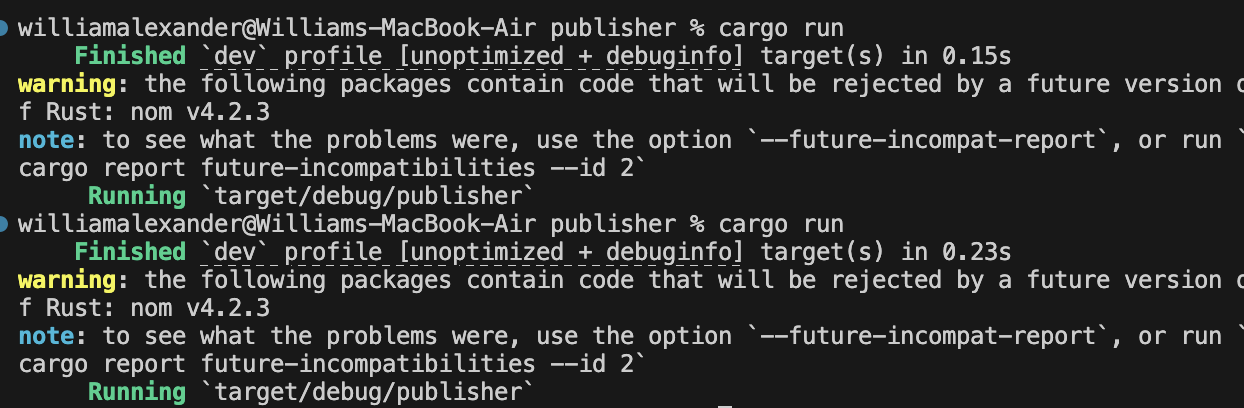 williamalexander@Williams-MacBook-Air publisher % cargo run
Finished `dev` profile [unoptimized + debuginfo] target(s) in 0.15s
warning: the following packages contain code that will be rejected by a future version o
f Rust: nom v4.2.3
note: to see what the problems were, use the option `--future-incompat-report`, or run `
cargo report future-incompatibilities --id 2`
Running `target/debug/publisher`
williamalexander@Williams-MacBook-Air publisher % cargo run
Finished `dev` profile [unoptimized + debuginfo] target(s) in 0.23s
warning: the following packages contain code that will be rejected by a future version o
f Rust: nom v4.2.3
note: to see what the problems were, use the option `--future-incompat-report`, or run `
cargo report future-incompatibilities --id 2`
Running `target/debug/publisher`